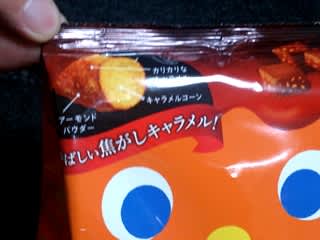 カリカリな
キャラメルコーン
アーモンド
パウダー
ばしい焦がしキャラメル!